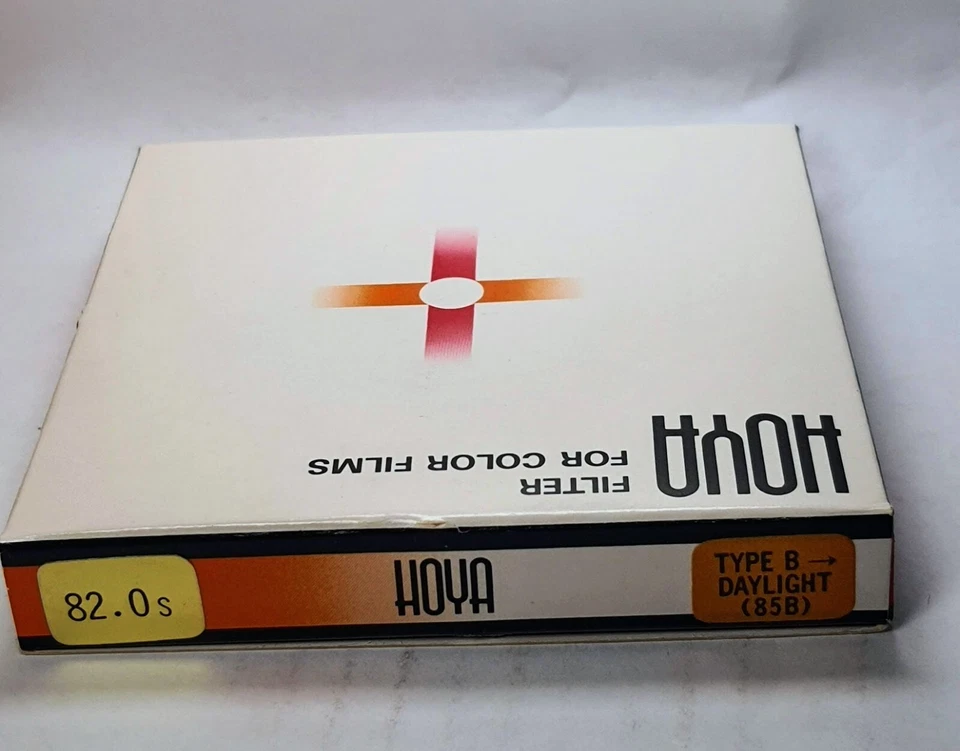 HOYA
FILTER
FOR COLOR FILMS
82.0s
HOYA
TYPE B →
DAYLIGHT
(85B)